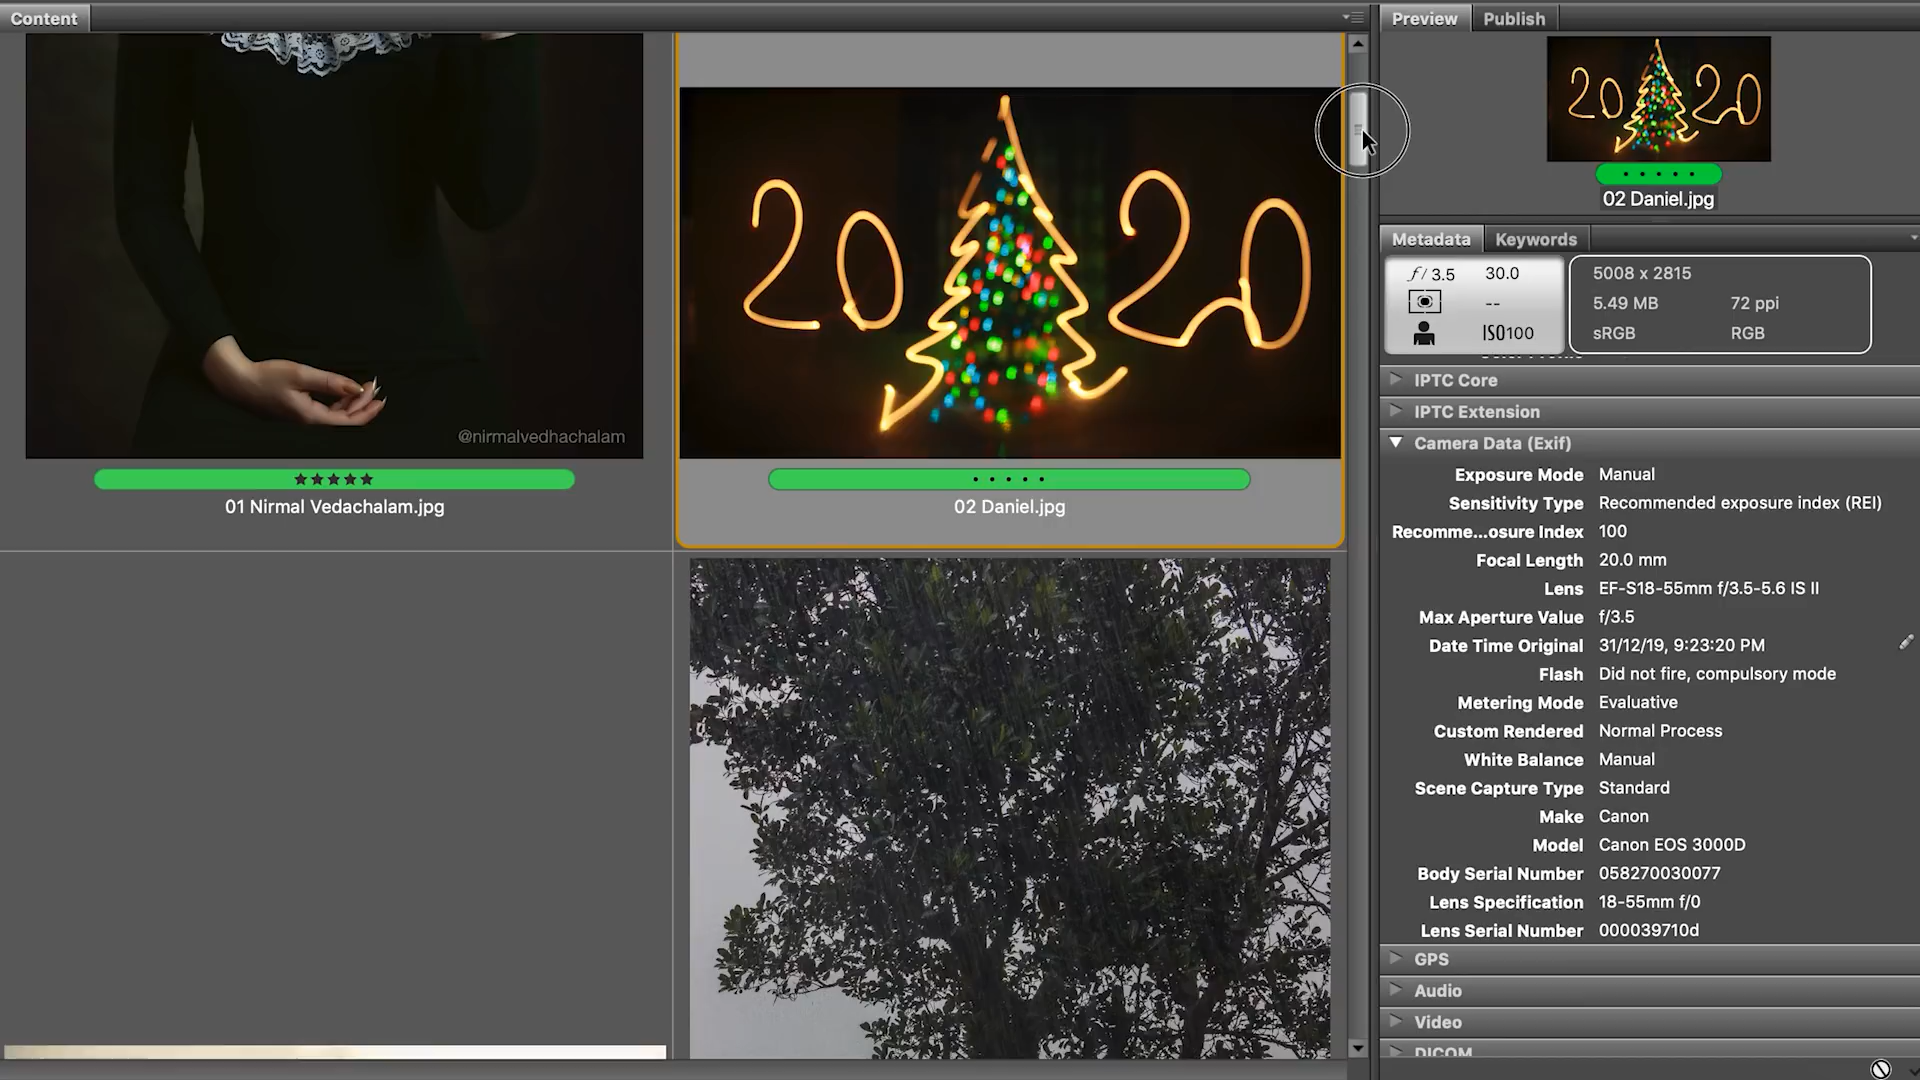 Content
Preview
Publish
20 20
@nirmalvedhachalam
01 Nirmal Vedachalam.jpg
02 Daniel.jpg
20 20
02 Daniel.jpg
Metadata
Keywords
f/ 3.5
30.0
--
ISO100
5008 x 2815
5.49 MB
72 ppi
sRGB
RGB
IPTC Core
IPTC Extension
Camera Data (Exif)
Exposure Mode Manual
Sensitivity Type Recommended exposure index (REI)
Recomme...osure Index 100
Focal Length 20.0 mm
Lens EF-S18-55mm f/3.5-5.6 IS II
Max Aperture Value f/3.5
Date Time Original 31/12/19, 9:23:20 PM
Flash Did not fire, compulsory mode
Metering Mode Evaluative
Custom Rendered Normal Process
White Balance Manual
Scene Capture Type Standard
Make Canon
Model Canon EOS 3000D
Body Serial Number 058270030077
Lens Specification 18-55mm f/0
Lens Serial Number 000039710d
GPS
Audio
Video
DICOM